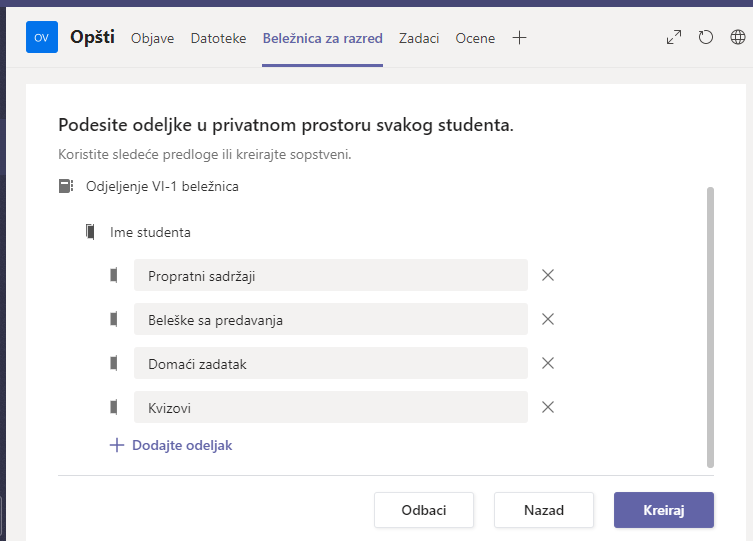 OV Opšti Objave Datoteke Beležnica za razred Zadaci Ocene
Podesite odeljke u privatnom prostoru svakog studenta.
Koristite sledeće predloge ili kreirajte sopstveni.
Odjeljenje VI-1 beležnica
Ime studenta
Propratni sadržaji
Beleške sa predavanja
Domaći zadatak
Kvizovi
Dodajte odeljak
Odbaci Nazad Kreiraj